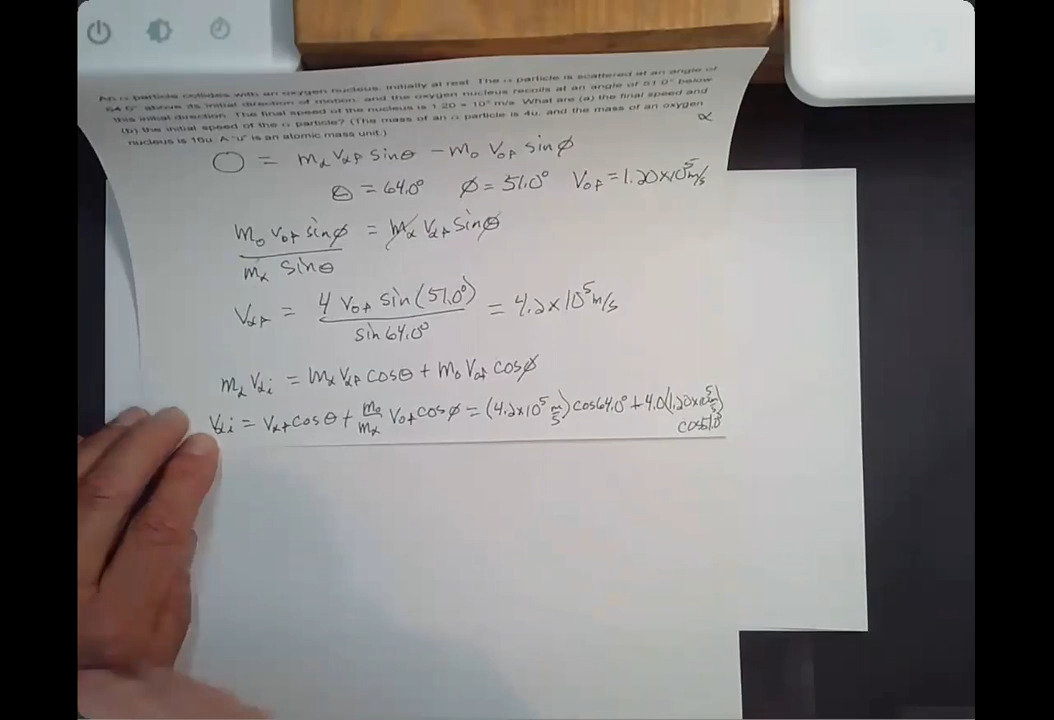 An α particle collides with an oxygen nucleus, initially at rest. The α particle is scattered at an angle of
above its initial direction of motion, and the oxygen nucleus recoils at an angle of 51.0° below
this initial direction. The final speed of the nucleus is 1.20 × 10⁵ m/s. What are (a) the final speed and
(b) the initial speed of the α particle? (The mass of an α particle is 4u, and the mass of an oxygen
nucleus is 16u. A "u" is an atomic mass unit.)
α
O = mα Vαf sinθ − mo Vof sinϕ
θ = 64.0° ϕ = 51.0° Vof = 1.20×10⁵ m/s
mo Vof sinϕ / mα sinθ = mα Vαf sinθ
Vαf = 4 Vof sin(51.0°) / sin 64.0° = 4.2×10⁵ m/s
mα Vαi = mα Vαf cosθ + mo Vof cosϕ
Vαi = Vαf cosθ + mo/mα Vof cosϕ = (4.2×10⁵ m/s) cos64.0° + 4.0(1.20×10⁵ m/s)
cos51.0°